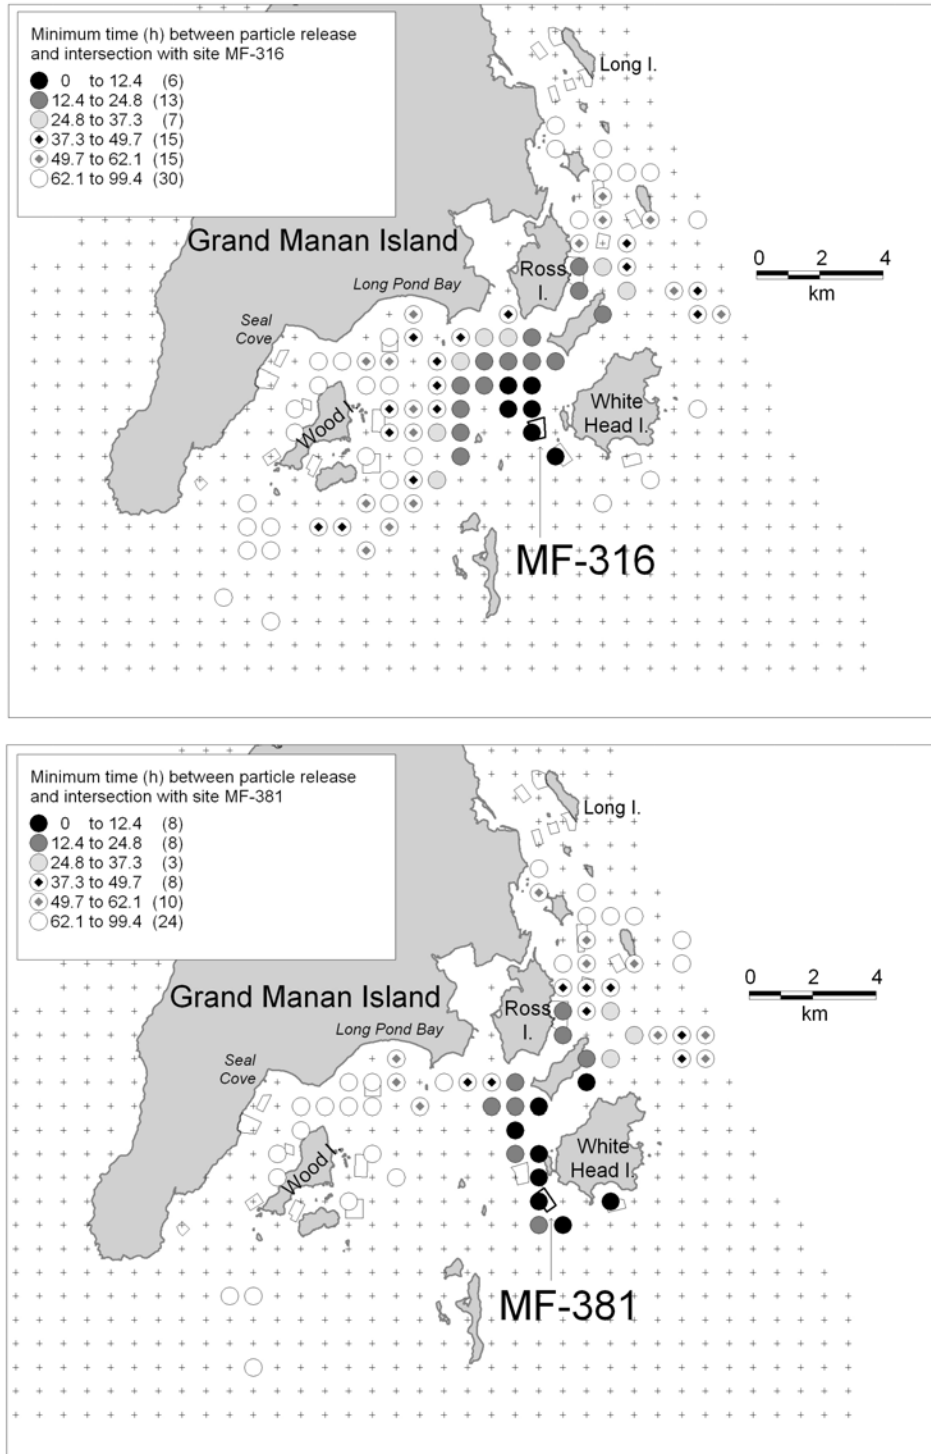 Minimum time (h) between particle release
and intersection with site MF-316
0 to 12.4 (6)
12.4 to 24.8 (13)
24.8 to 37.3 (7)
37.3 to 49.7 (15)
49.7 to 62.1 (15)
62.1 to 99.4 (30)
Long I.
Grand Manan Island
Ross
I.
0 2 4
km
Long Pond Bay
Seal
Cove
Wood I.
White
Head I.
MF-316
Minimum time (h) between particle release
and intersection with site MF-381
0 to 12.4 (8)
12.4 to 24.8 (8)
24.8 to 37.3 (3)
37.3 to 49.7 (8)
49.7 to 62.1 (10)
62.1 to 99.4 (24)
Long I.
Grand Manan Island
Ross
I.
0 2 4
km
Long Pond Bay
Seal
Cove
Wood I.
White
Head I.
MF-381